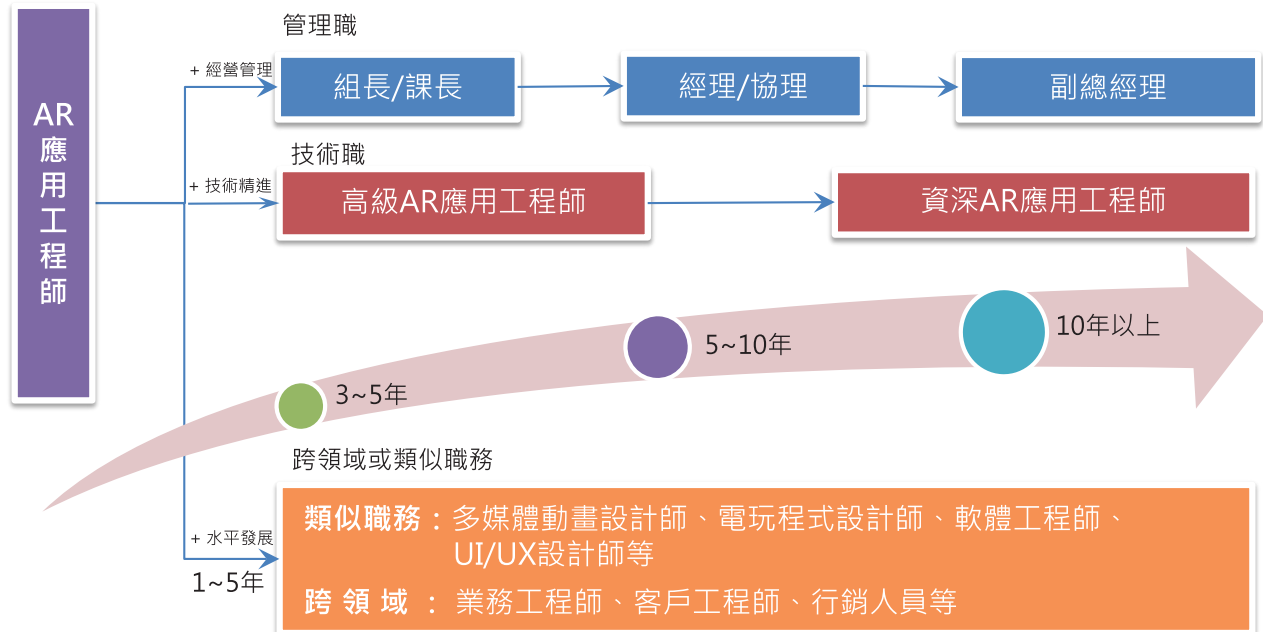 AR應用工程師
管理職
+ 經營管理
組長/課長
經理/協理
副總經理
技術職
+ 技術精進
高級AR應用工程師
資深AR應用工程師
3~5年
5~10年
10年以上
跨領域或類似職務
+ 水平發展
1~5年
類似職務：多媒體動畫設計師、電玩程式設計師、軟體工程師、
UI/UX設計師等
跨 領 域 ： 業務工程師、客戶工程師、行銷人員等